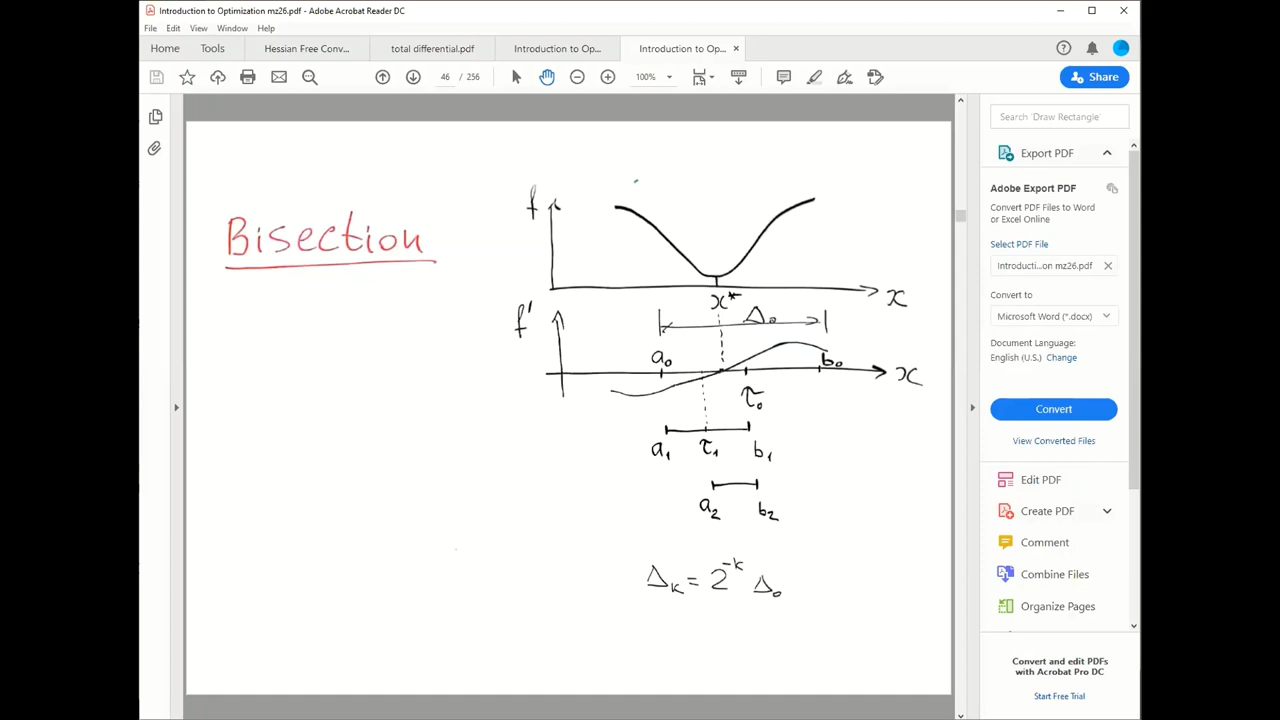 Introduction to Optimization mz26.pdf - Adobe Acrobat Reader DC
File Edit View Window Help
Home Tools Hessian Free Conv... total differential.pdf Introduction to Op... Introduction to Op... ×
46 / 256 100% Share
Bisection
f
x
x*
f'
Δ₀
a₀ b₀
x
τ₀
a₁ τ₁ b₁
a₂ b₂
Δₖ = 2⁻ᵏ Δ₀
Search 'Draw Rectangle'
Export PDF
Adobe Export PDF
Convert PDF Files to Word
or Excel Online
Select PDF File
Introducti...on mz26.pdf ×
Convert to
Microsoft Word (*.docx)
Document Language:
English (U.S.) Change
Convert
View Converted Files
Edit PDF
Create PDF
Comment
Combine Files
Organize Pages
Convert and edit PDFs
with Acrobat Pro DC
Start Free Trial